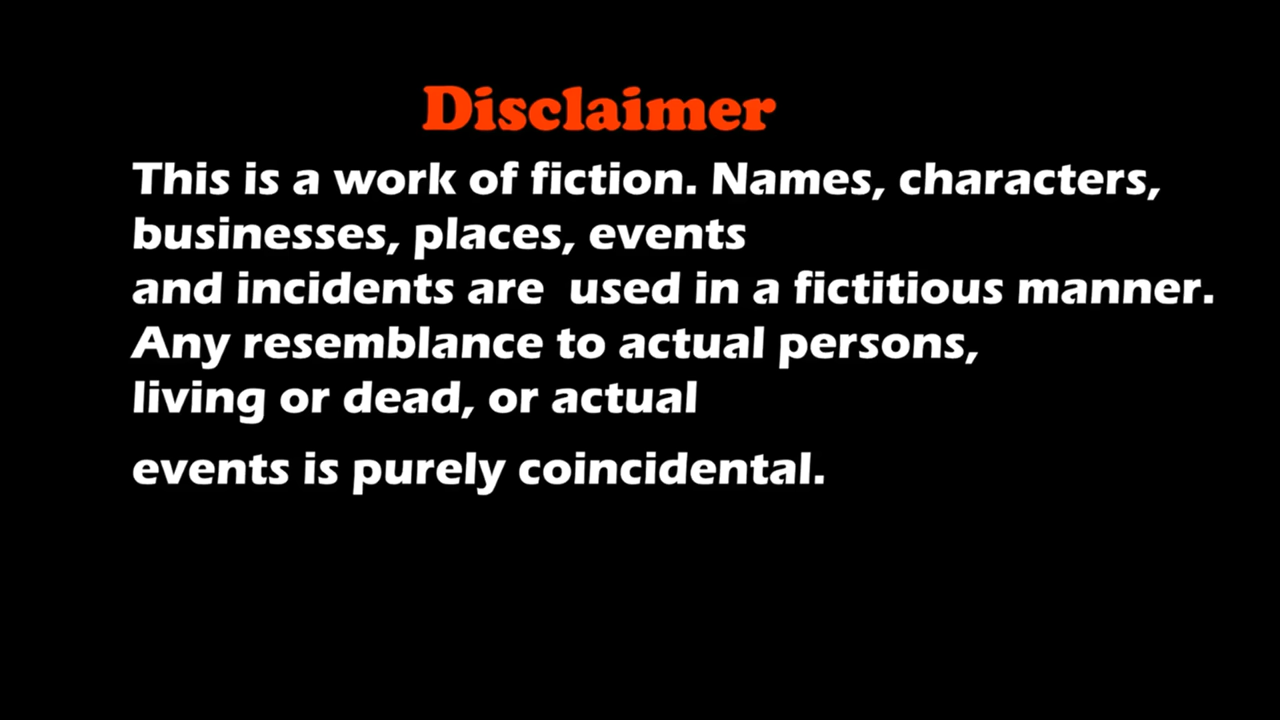 Disclaimer
This is a work of fiction. Names, characters,
businesses, places, events
and incidents are  used in a fictitious manner.
Any resemblance to actual persons,
living or dead, or actual
events is purely coincidental.